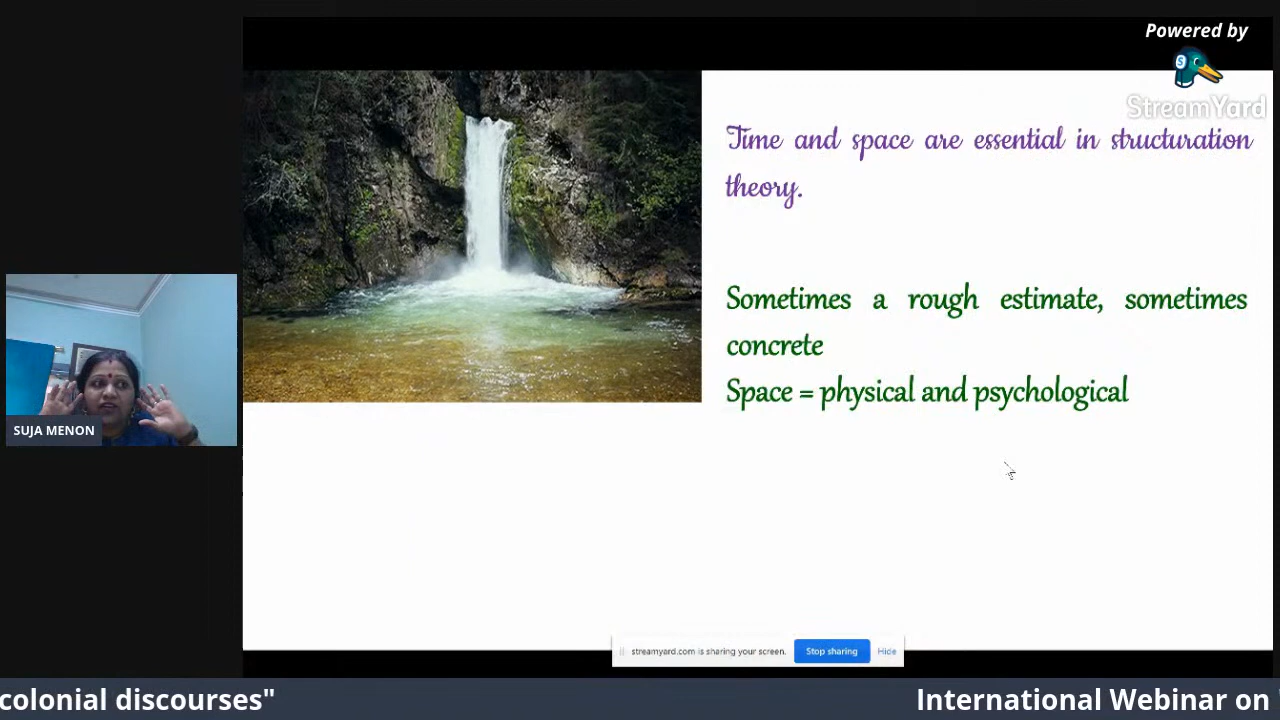 Powered by
StreamYard
Time and space are essential in structuration
theory.
Sometimes a rough estimate, sometimes
concrete
Space = physical and psychological
SUJA MENON
streamyard.com is sharing your screen.
Stop sharing
Hide
colonial discourses"
International Webinar on